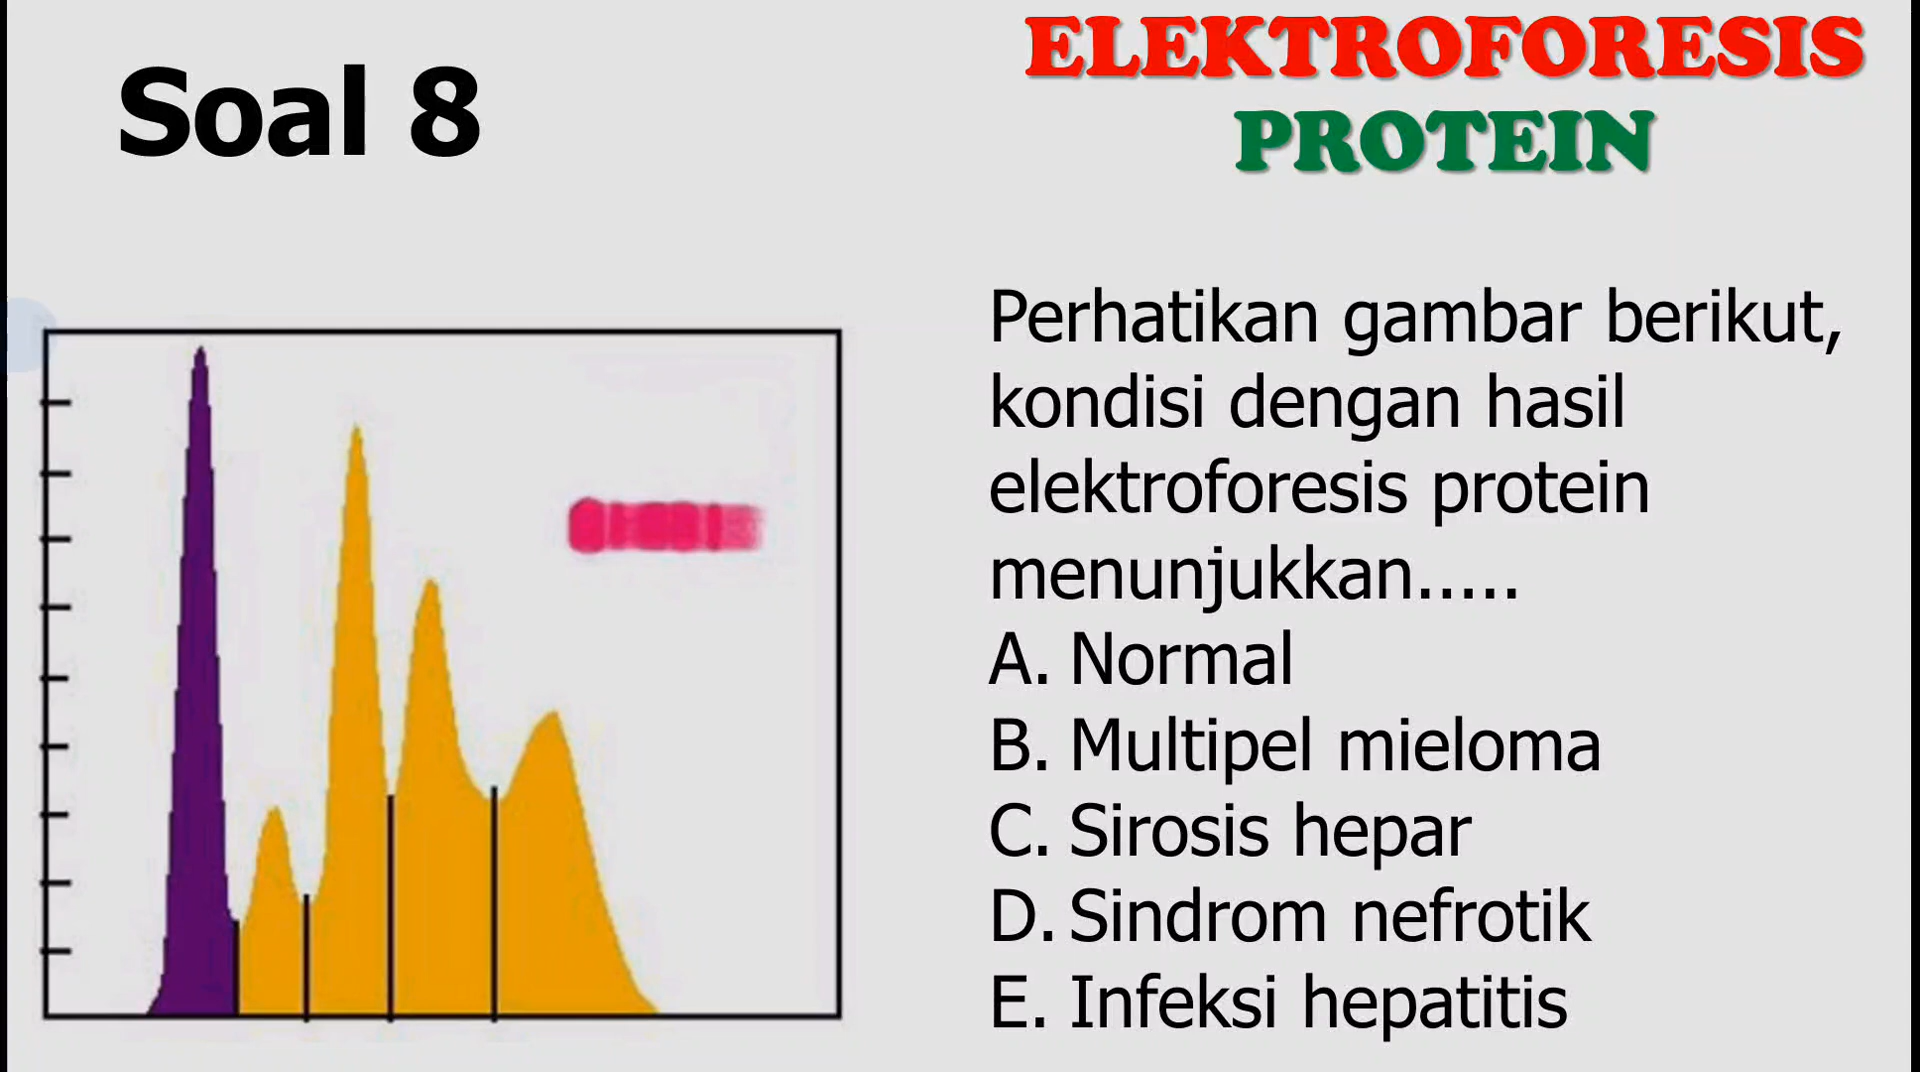 Soal 8
ELEKTROFORESIS
PROTEIN
Perhatikan gambar berikut,
kondisi dengan hasil
elektroforesis protein
menunjukkan.....
A. Normal
B. Multipel mieloma
C. Sirosis hepar
D. Sindrom nefrotik
E. Infeksi hepatitis